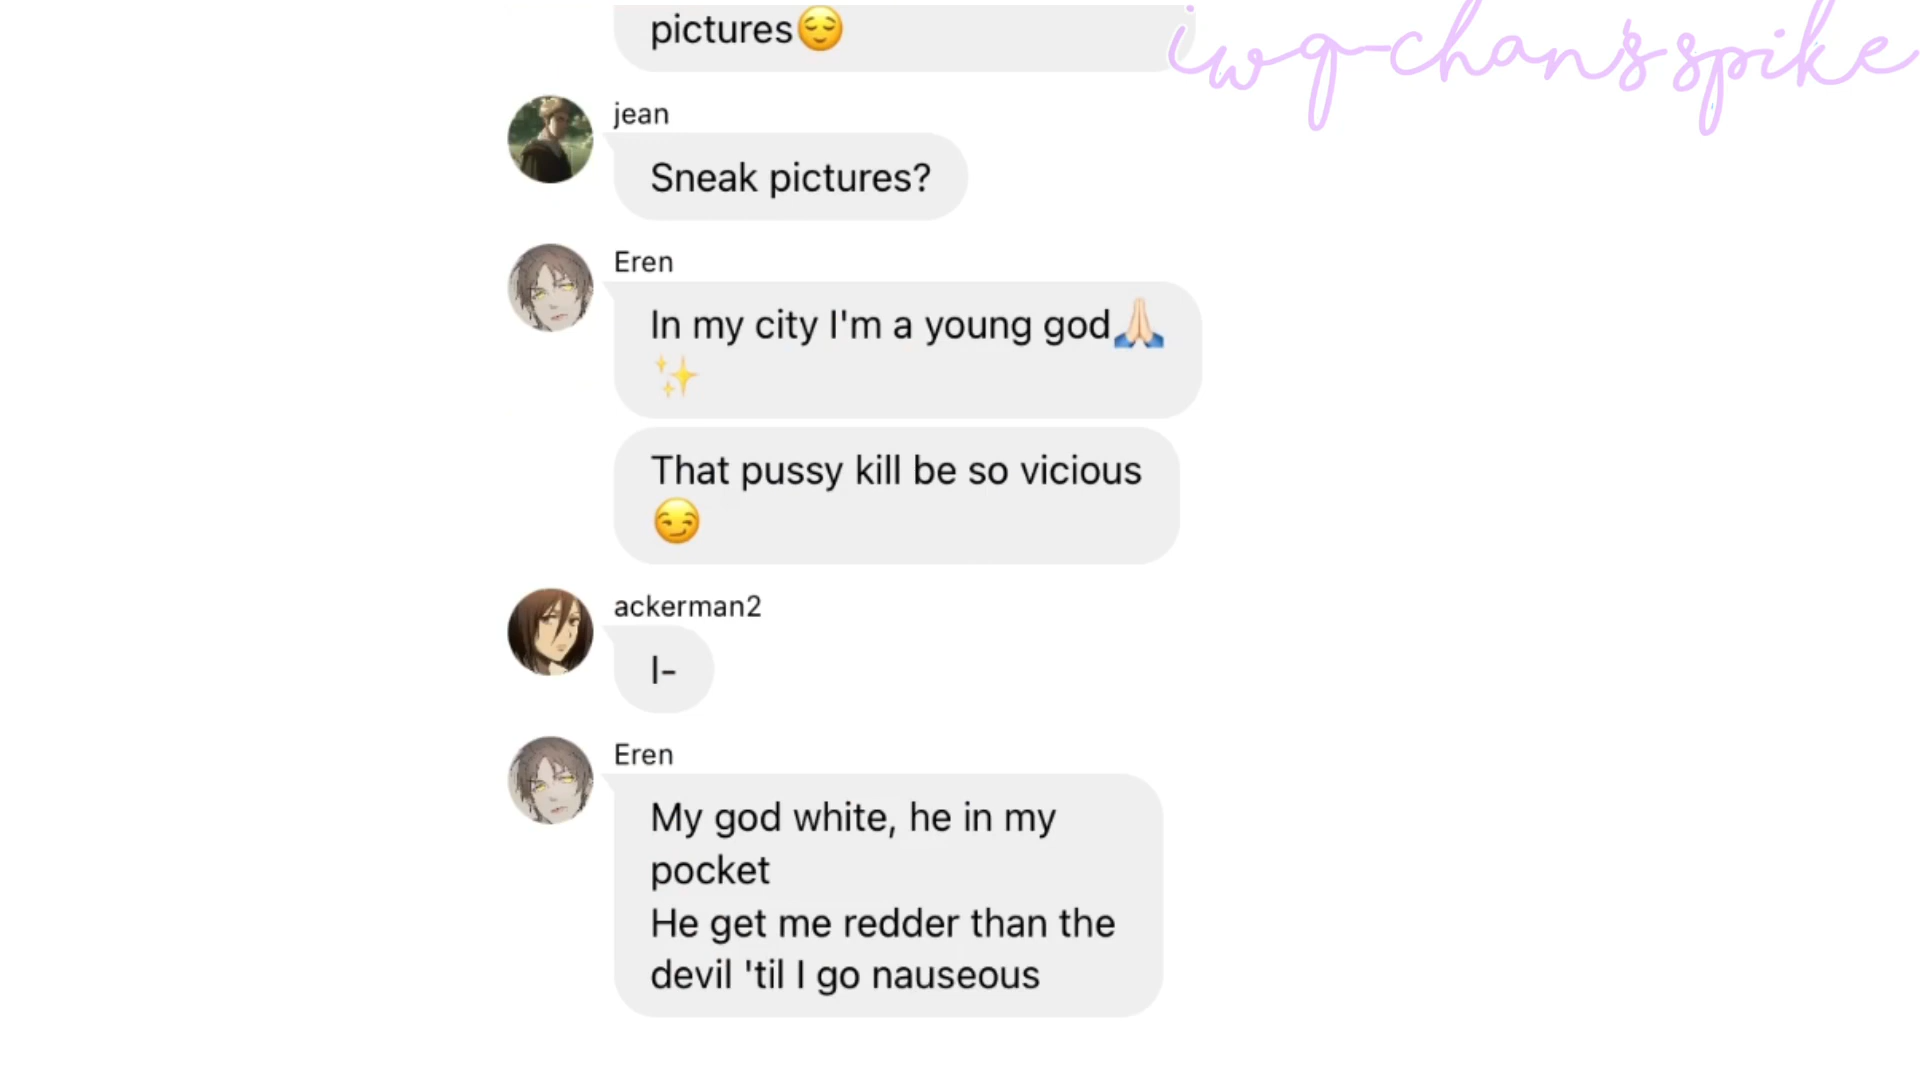 pictures😌
iwq-chan's spike
jean
Sneak pictures?
Eren
In my city I'm a young god🙏🏻
✨
That pussy kill be so vicious
😏
ackerman2
I-
Eren
My god white, he in my
pocket
He get me redder than the
devil 'til I go nauseous